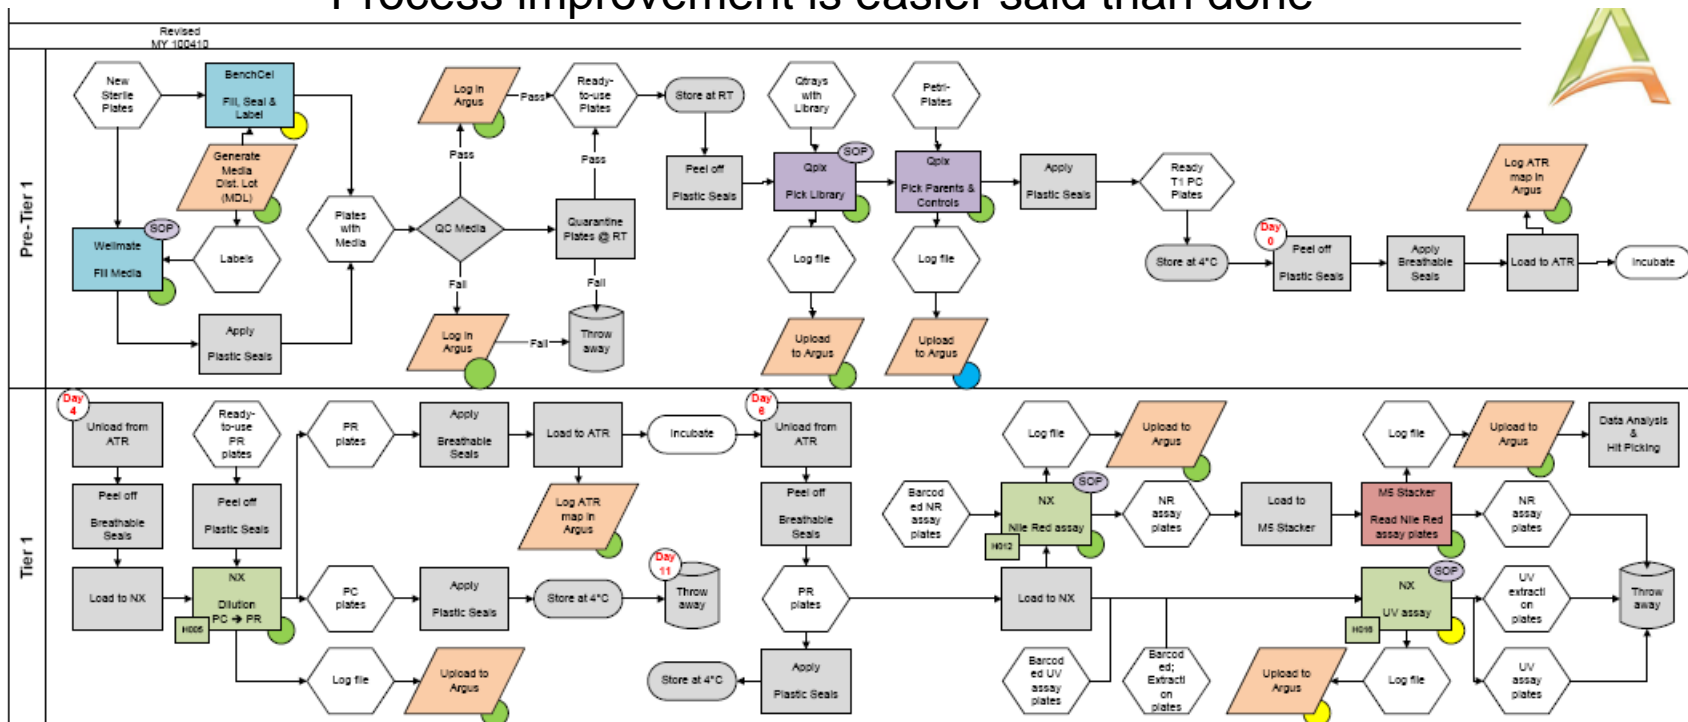 Process improvement is easier said than done
Revised
MY 100410
Pre-Tier 1
New
Sterile
Plates
BenchCel
Fill, Seal &
Label
Generate
Media
Dist. Lot
(MDL)
Wellmate
Fill Media
SOP
Labels
Apply
Plastic Seals
Plates
with
Media
Log in
Argus
Pass
Pass
QC Media
Fail
Log in
Argus
Fail
Ready-
to-use
Plates
Pass
Quarantine
Plates @ RT
Fail
Throw
away
Store at RT
Peel off
Plastic Seals
Qtrays
with
Library
Qpix
Pick Library
SOP
Log file
Upload
to Argus
Petri-
Plates
Qpix
Pick Parents &
Controls
Log file
Upload
to Argus
Apply
Plastic Seals
Ready
T1 PC
Plates
Store at 4°C
Day
0
Peel off
Plastic Seals
Apply
Breathable
Seals
Log ATR
map in
Argus
Load to ATR
Incubate
Tier 1
Day
4
Unload from
ATR
Peel off
Breathable
Seals
Load to NX
Ready-
to-use
PR
plates
Peel off
Plastic Seals
NX
Dilution
PC → PR
H005
PR
plates
Apply
Breathable
Seals
Load to ATR
Incubate
Log ATR
map in
Argus
PC
plates
Apply
Plastic Seals
Store at 4°C
Day
11
Throw
away
Log file
Upload to
Argus
Day
6
Unload from
ATR
Peel off
Breathable
Seals
PR
plates
Apply
Plastic Seals
Store at 4°C
Barcod
ed NR
assay
plates
Log file
Upload to
Argus
NX
Nile Red assay
SOP
H012
NR
assay
plates
Load to
M5 Stacker
M5 Stacker
Read Nile Red
assay plates
Log file
Upload to
Argus
Data Analysis
&
Hit Picking
NR
assay
plates
Load to NX
Barcod
ed UV
assay
plates
Barcod
ed;
Extracti
on
plates
NX
UV assay
SOP
H016
Log file
Upload to
Argus
UV
extracti
on
plates
UV
assay
plates
Throw
away